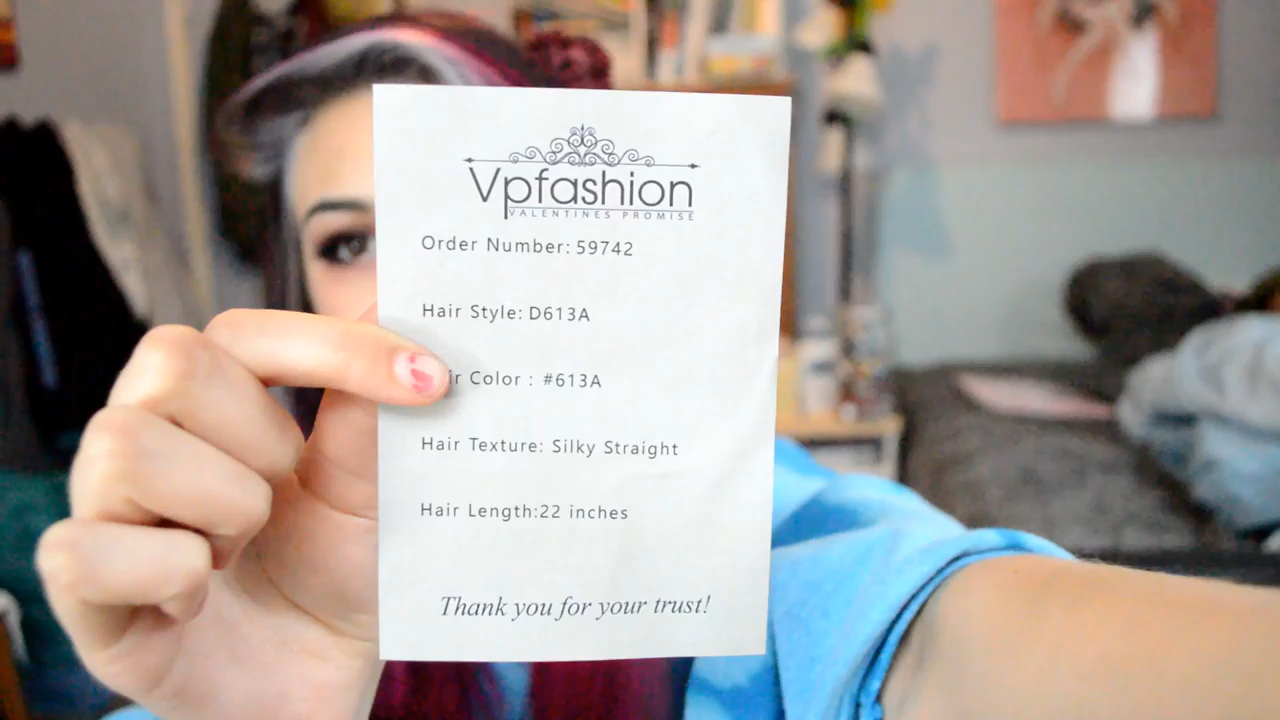 Vpfashion
VALENTINES PROMISE
Order Number: 59742
Hair Style: D613A
ir Color : #613A
Hair Texture: Silky Straight
Hair Length:22 inches
Thank you for your trust!